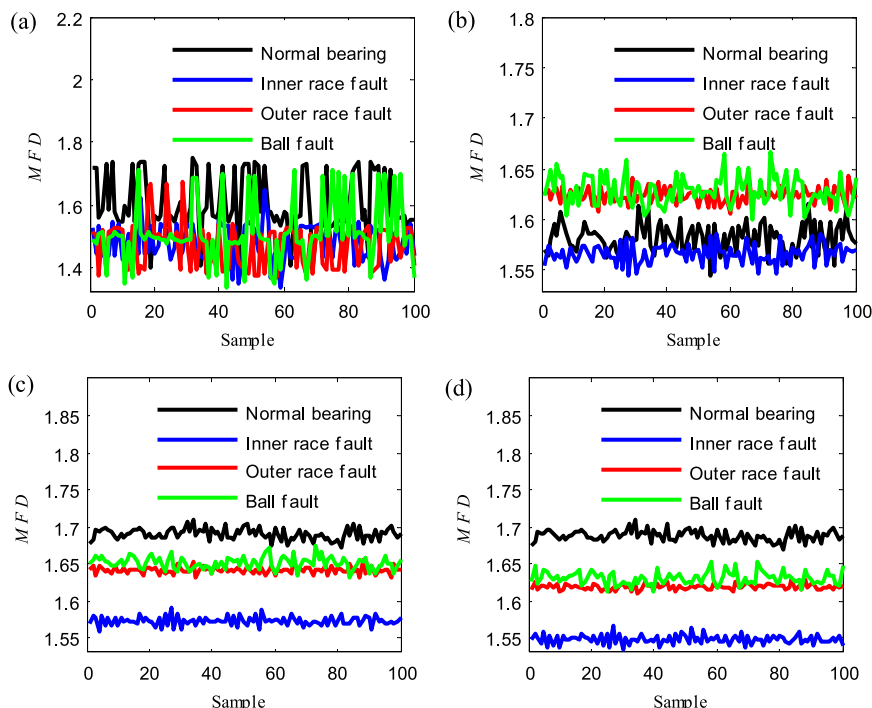 (a)
2.2
2
1.8
1.6
1.4
MFD
Normal bearing
Inner race fault
Outer race fault
Ball fault
0 20 40 60 80 100
Sample
(b)
1.8
1.75
1.7
1.65
1.6
1.55
MFD
Normal bearing
Inner race fault
Outer race fault
Ball fault
0 20 40 60 80 100
Sample
(c)
1.85
1.8
1.75
1.7
1.65
1.6
1.55
MFD
Normal bearing
Inner race fault
Outer race fault
Ball fault
0 20 40 60 80 100
Sample
(d)
1.85
1.8
1.75
1.7
1.65
1.6
1.55
MFD
Normal bearing
Inner race fault
Outer race fault
Ball fault
0 20 40 60 80 100
Sample